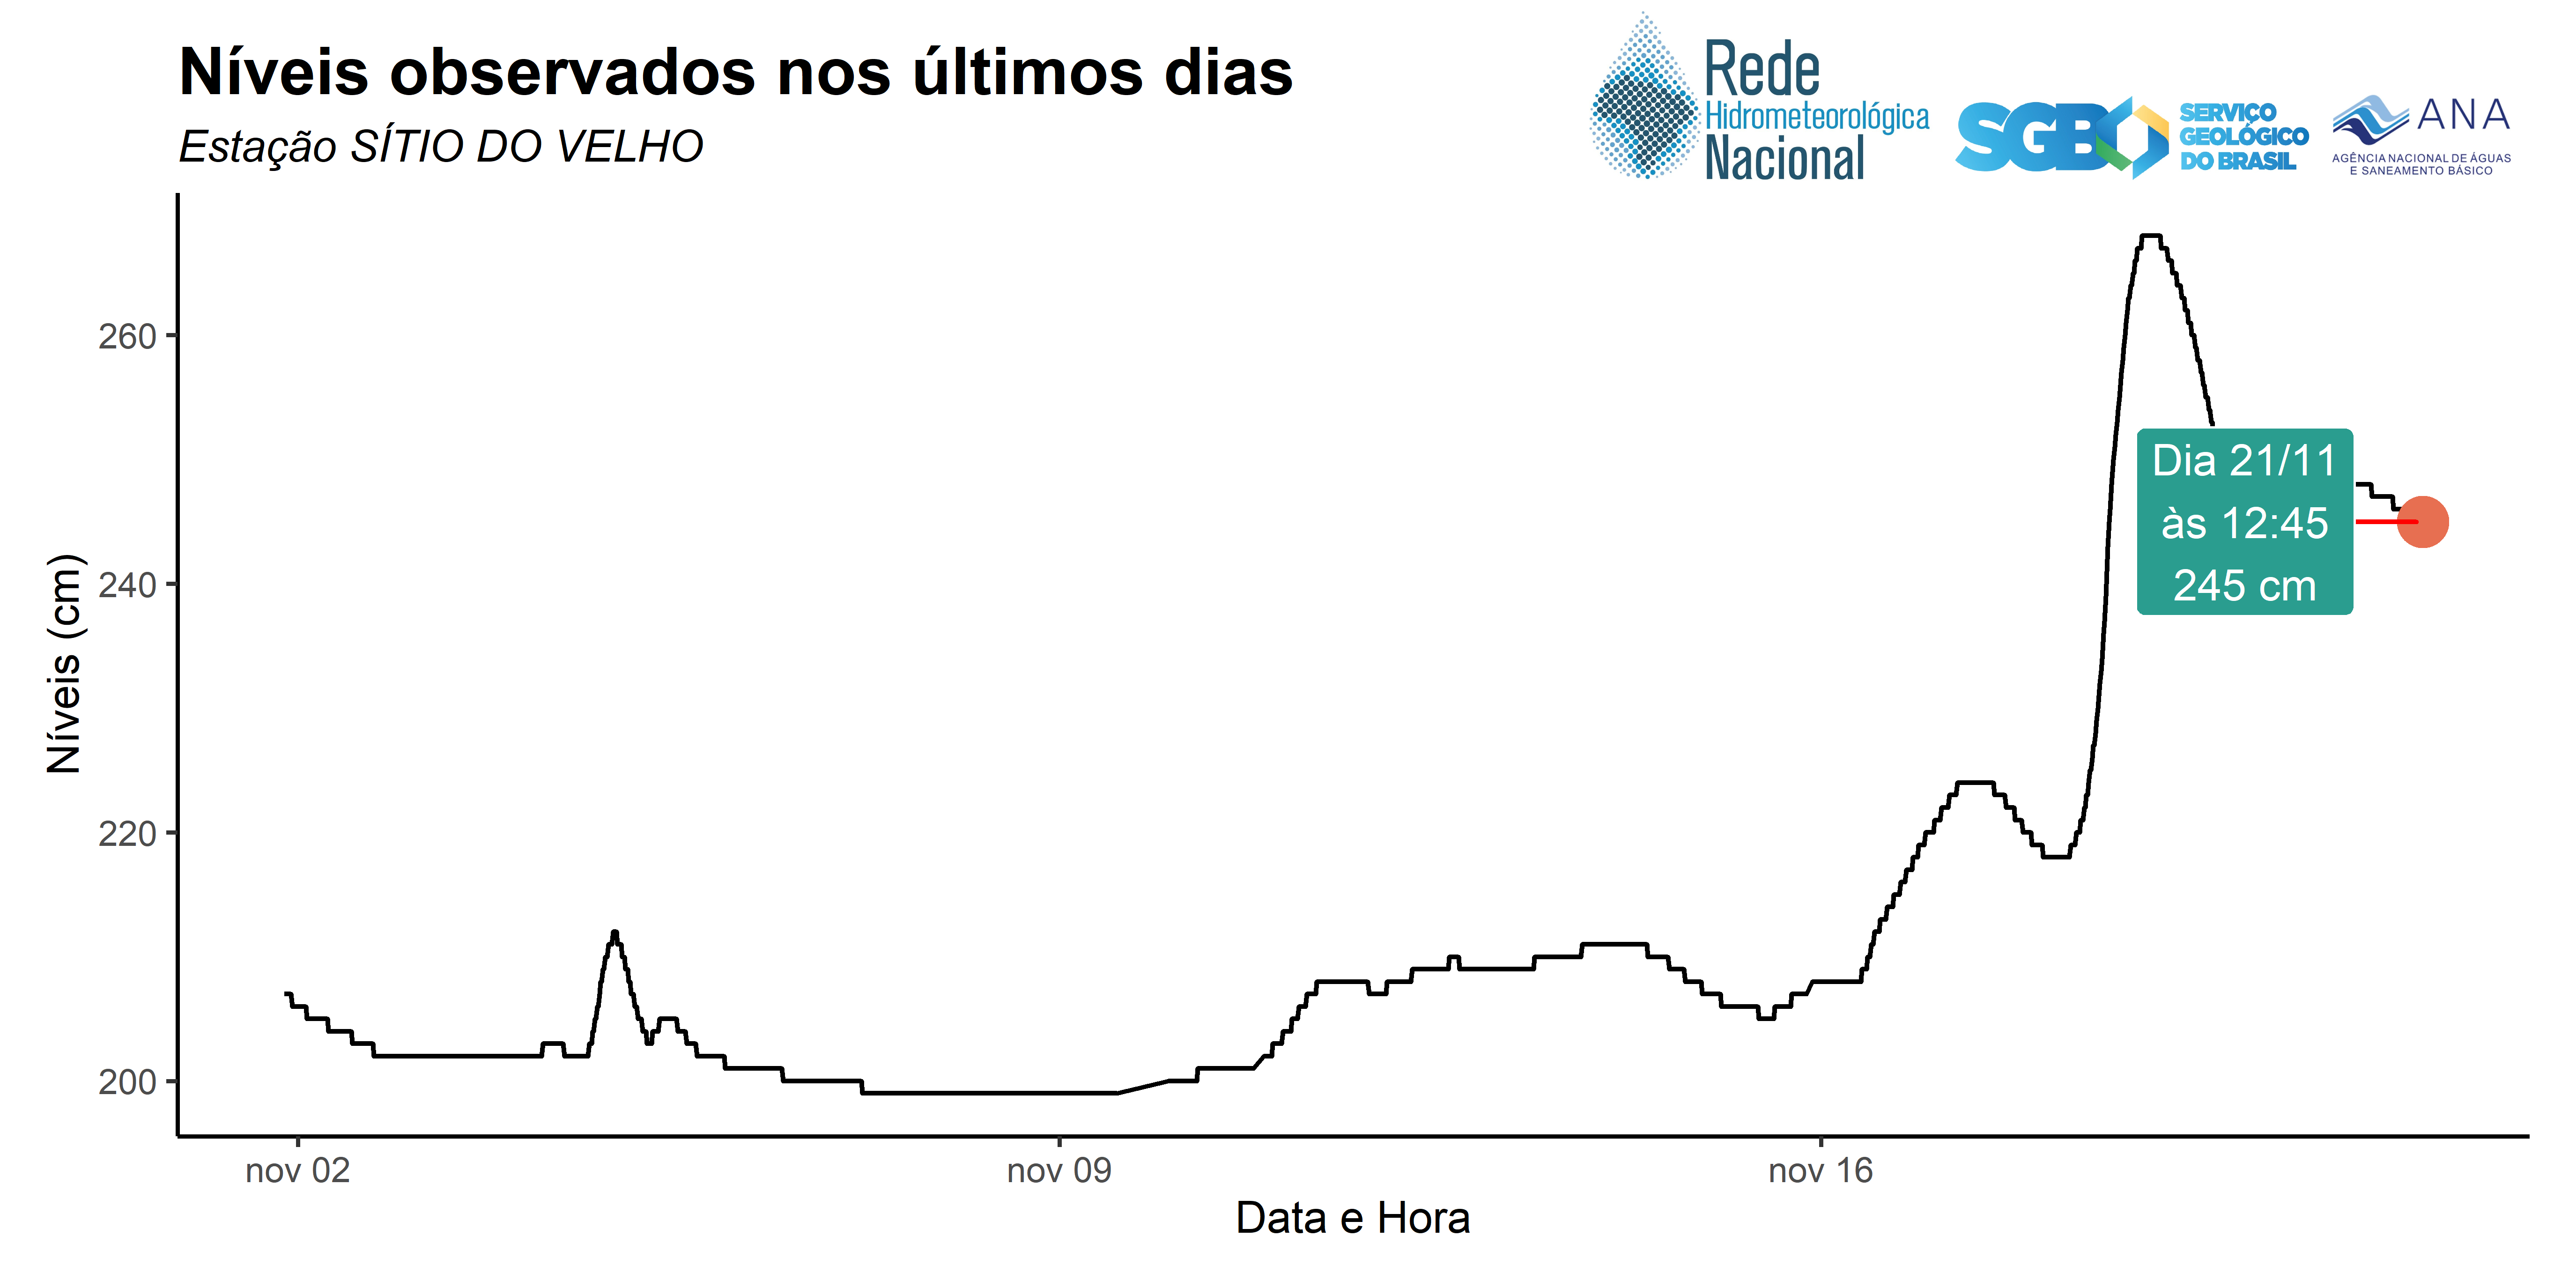 Níveis observados nos últimos dias
Estação SÍTIO DO VELHO
Rede
Hidrometeorológica
Nacional
SGB
SERVIÇO
GEOLÓGICO
DO BRASIL
ANA
AGÊNCIA NACIONAL DE ÁGUAS
E SANEAMENTO BÁSICO
Níveis (cm)
260
240
220
200
Dia 21/11
às 12:45
245 cm
nov 02
nov 09
nov 16
Data e Hora